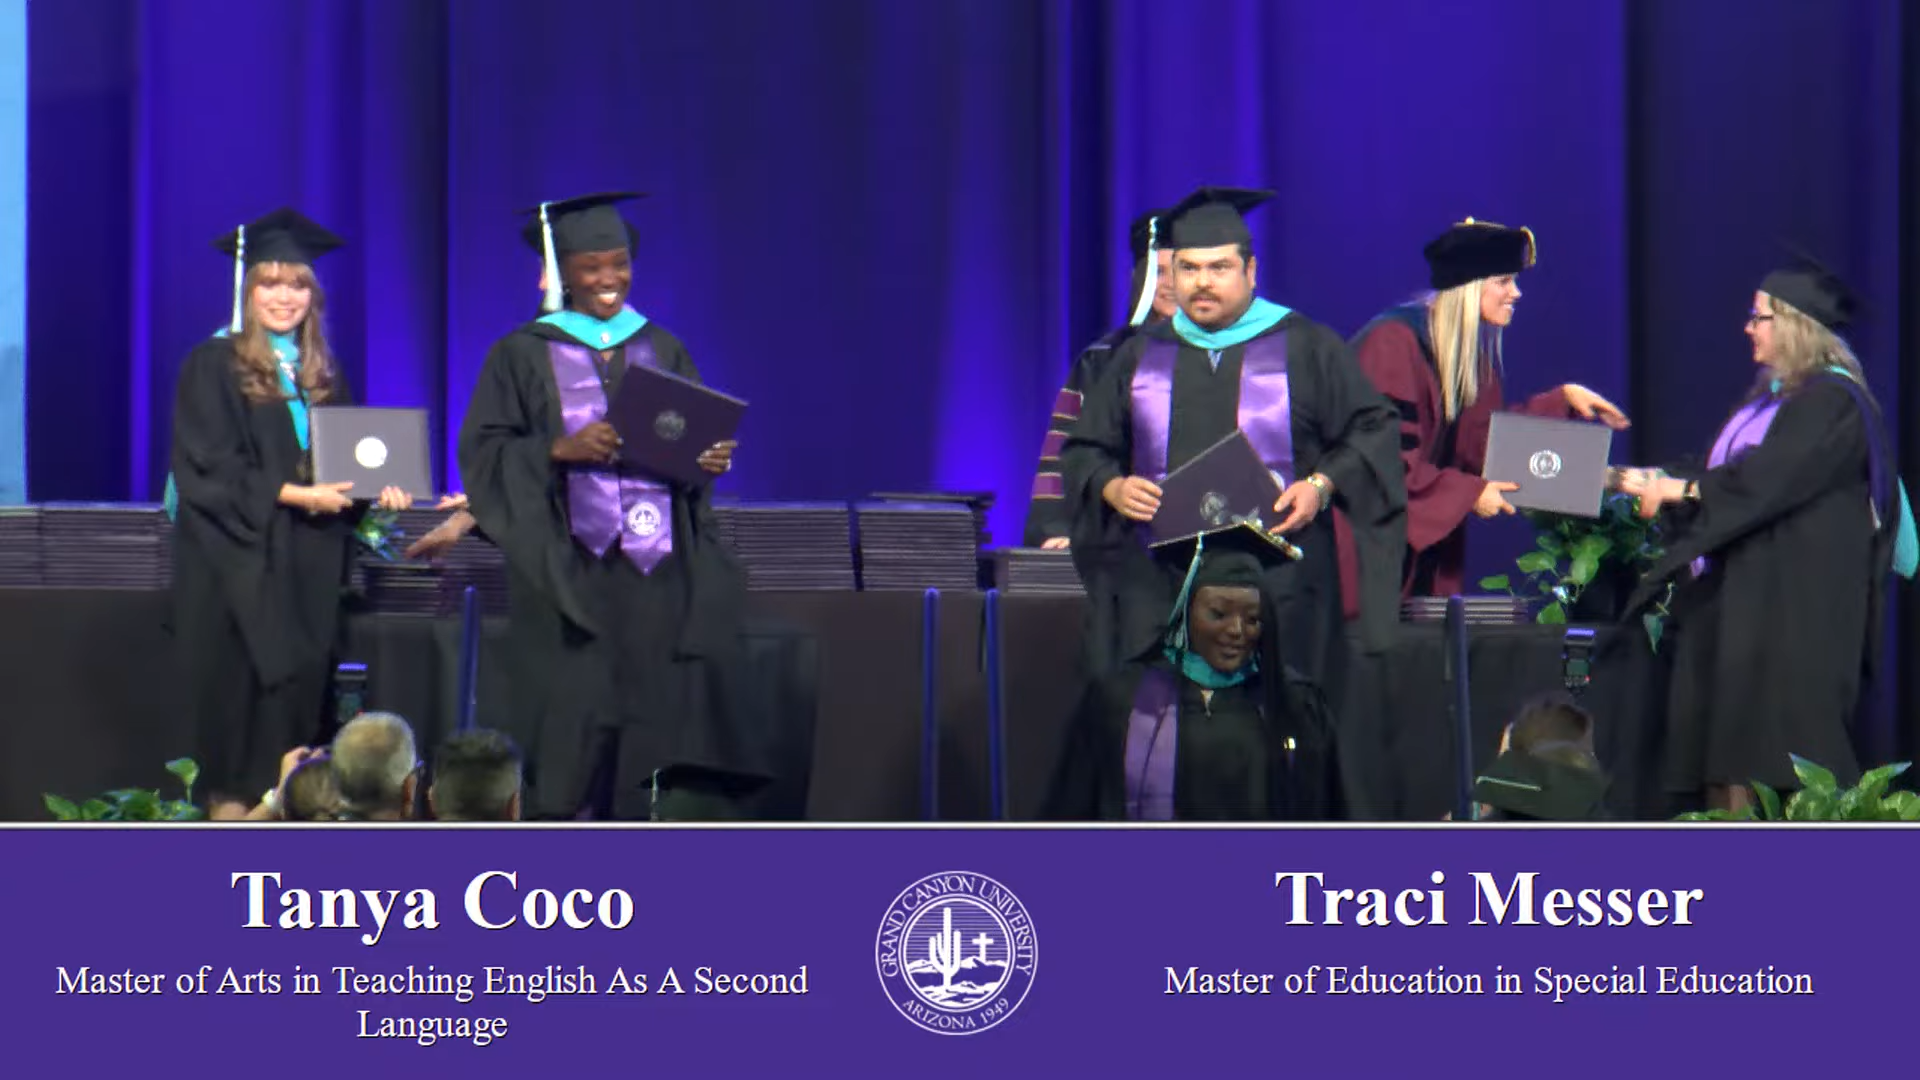 Tanya Coco
Master of Arts in Teaching English As A Second
Language
GRAND CANYON UNIVERSITY
ARIZONA 1949
Traci Messer
Master of Education in Special Education